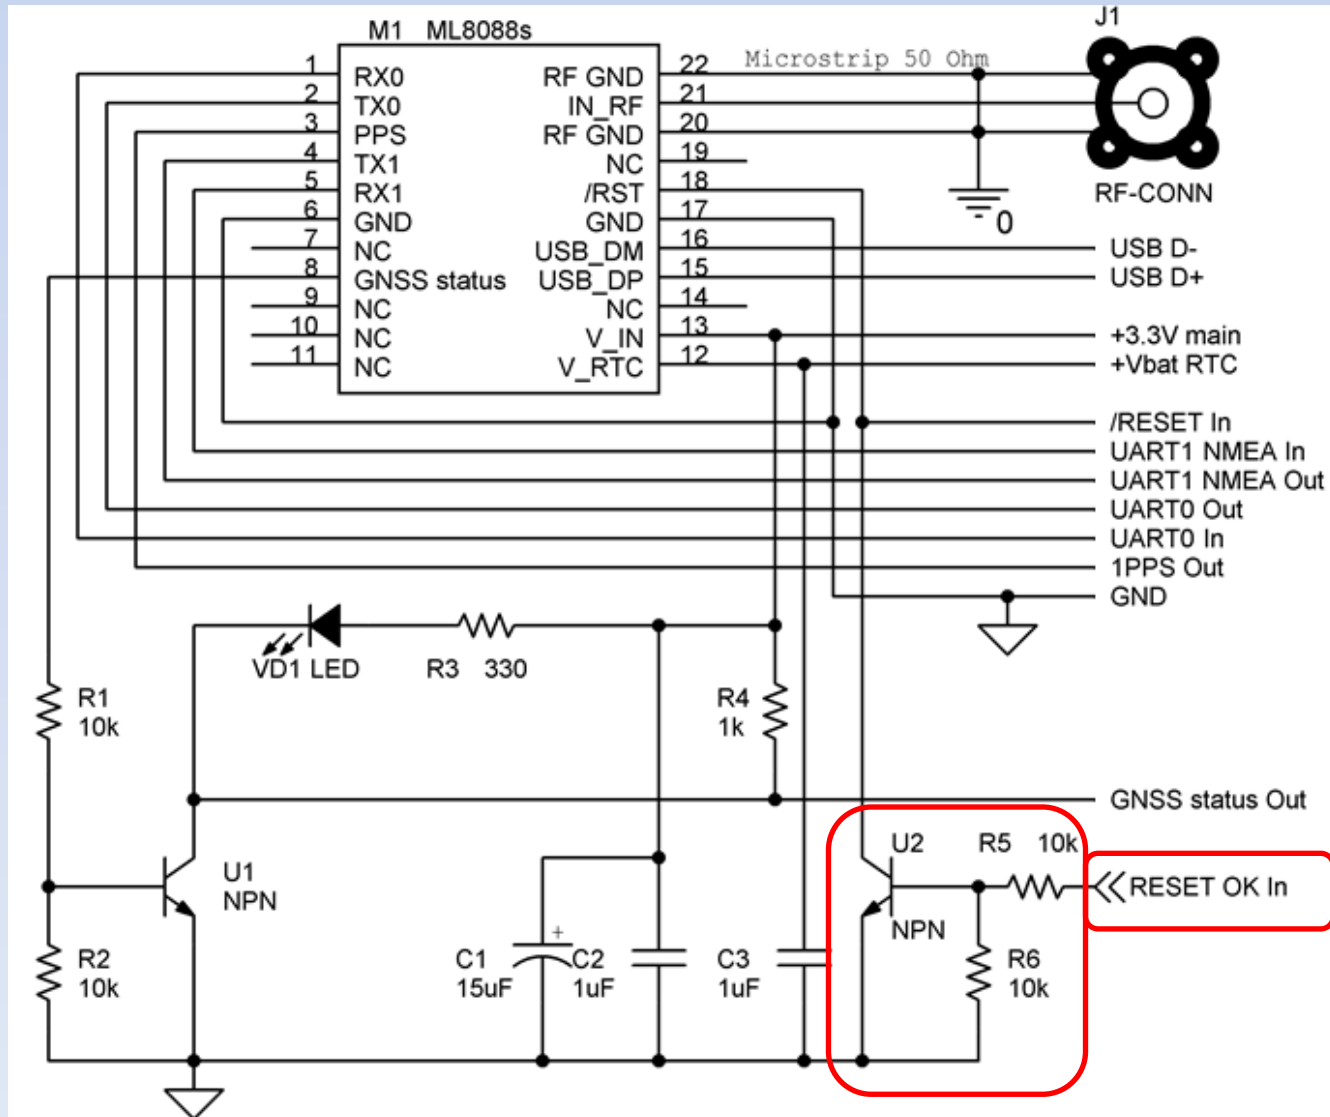 M1 ML8088s
J1
Microstrip 50 Ohm
1 RX0 RF GND 22
2 TX0 IN_RF 21
3 PPS RF GND 20
4 TX1 NC 19
5 RX1 /RST 18
6 GND GND 17
7 NC USB_DM 16
8 GNSS status USB_DP 15
9 NC NC 14
10 NC V_IN 13
11 NC V_RTC 12
RF-CONN
0
USB D-
USB D+
+3.3V main
+Vbat RTC
/RESET In
UART1 NMEA In
UART1 NMEA Out
UART0 Out
UART0 In
1PPS Out
GND
VD1 LED
R3 330
R1
10k
R4
1k
GNSS status Out
U1
NPN
U2
NPN
R5 10k
RESET OK In
R2
10k
+
C1
15uF
C2
1uF
C3
1uF
R6
10k